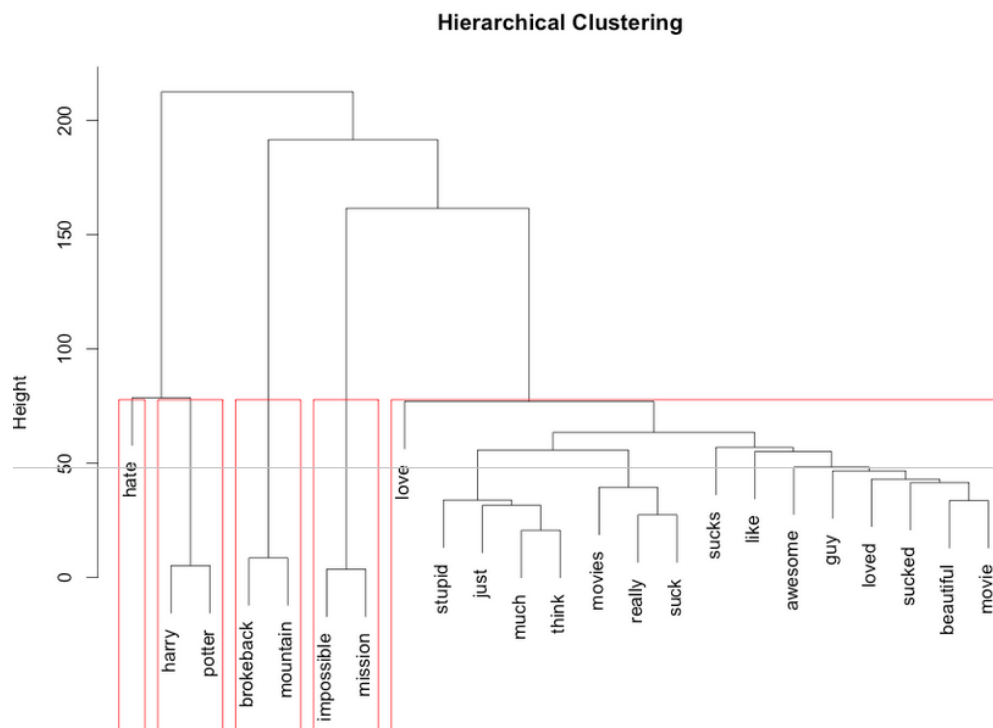 Hierarchical Clustering
Height
200
150
100
50
0
hate
harry
potter
brokeback
mountain
impossible
mission
love
stupid
just
much
think
movies
really
suck
sucks
like
awesome
guy
loved
sucked
beautiful
movie